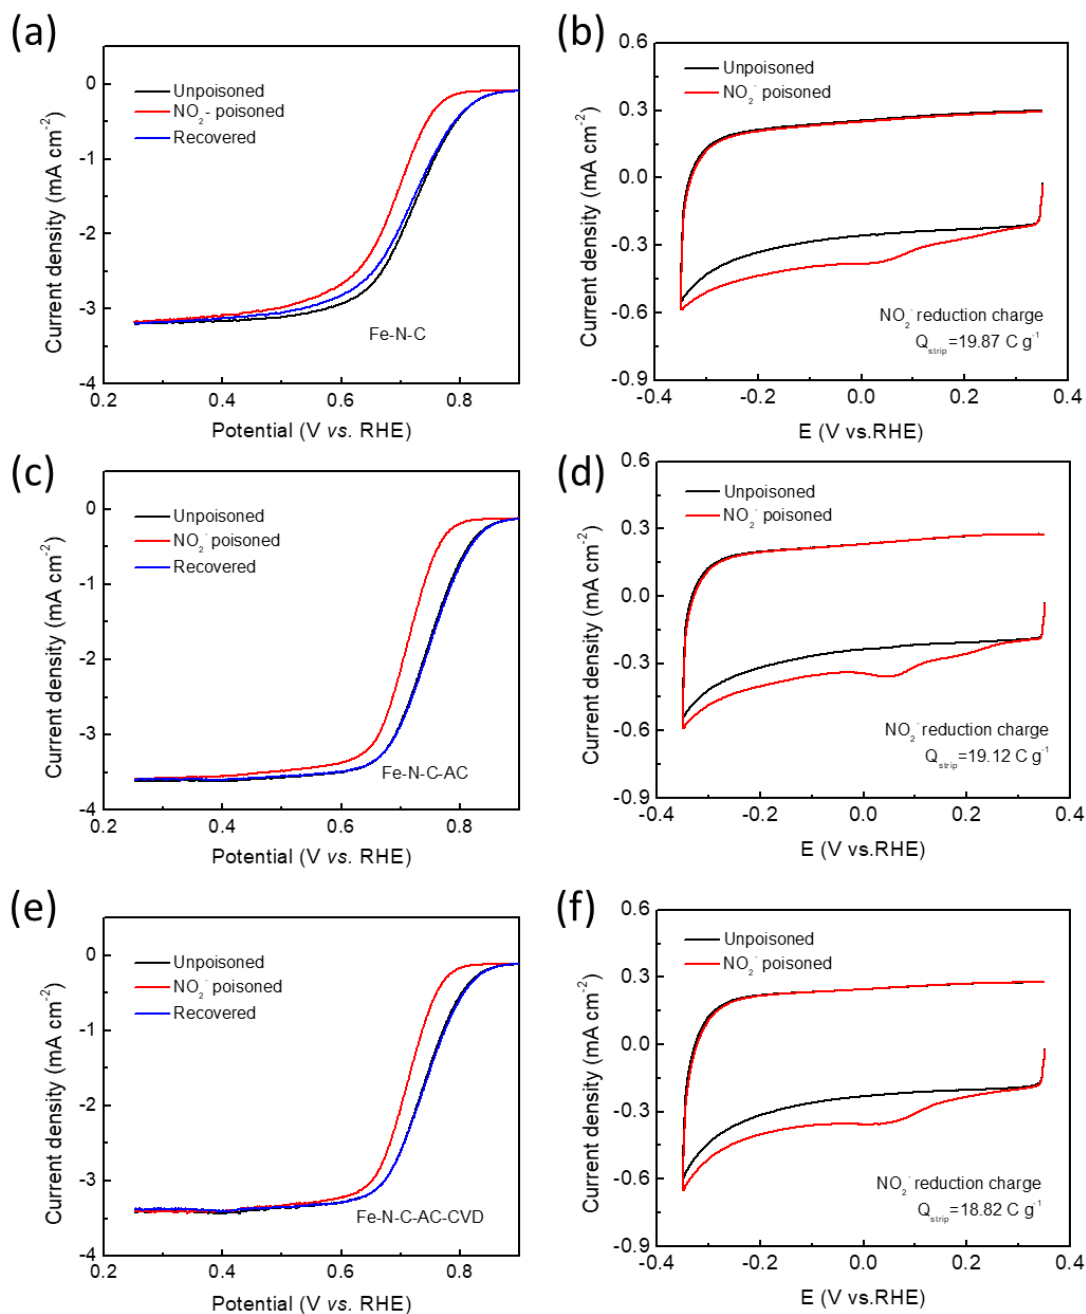 (a)
0
-1
-2
-3
-4
0.2
0.4
0.6
0.8
Current density (mA cm⁻²)
Potential (V vs. RHE)
Unpoisoned
NO₂- poisoned
Recovered
Fe-N-C
(b)
0.6
0.3
0.0
-0.3
-0.6
-0.9
-0.4
-0.2
0.0
0.2
0.4
Current density (mA cm⁻²)
E (V vs.RHE)
Unpoisoned
NO₂⁻ poisoned
NO₂⁻ reduction charge
Qstrip=19.87 C g⁻¹
(c)
0
-1
-2
-3
-4
0.2
0.4
0.6
0.8
Current density (mA cm⁻²)
Potential (V vs. RHE)
Unpoisoned
NO₂⁻ poisoned
Recovered
Fe-N-C-AC
(d)
0.6
0.3
0.0
-0.3
-0.6
-0.9
-0.4
-0.2
0.0
0.2
0.4
Current density (mA cm⁻²)
E (V vs.RHE)
Unpoisoned
NO₂⁻ poisoned
NO₂⁻ reduction charge
Qstrip=19.12 C g⁻¹
(e)
0
-1
-2
-3
-4
0.2
0.4
0.6
0.8
Current density (mA cm⁻²)
Potential (V vs. RHE)
Unpoisoned
NO₂⁻ poisoned
Recovered
Fe-N-C-AC-CVD
(f)
0.6
0.3
0.0
-0.3
-0.6
-0.9
-0.4
-0.2
0.0
0.2
0.4
Current density (mA cm⁻²)
E (V vs.RHE)
Unpoisoned
NO₂⁻ poisoned
NO₂⁻ reduction charge
Qstrip=18.82 C g⁻¹